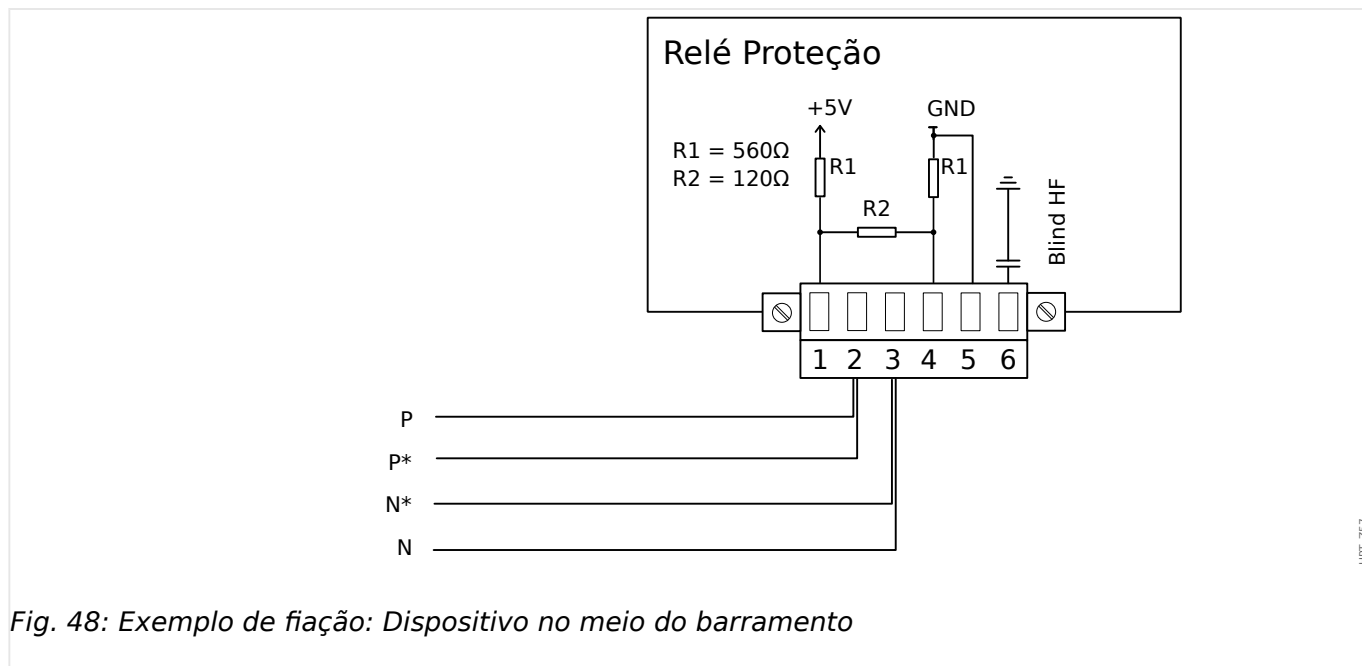 Relé Proteção
+5V
GND
R1 = 560Ω
R2 = 120Ω
R1
R1
R2
Blind HF
1 2 3 4 5 6
P
P*
N*
N
Fig. 48: Exemplo de fiação: Dispositivo no meio do barramento